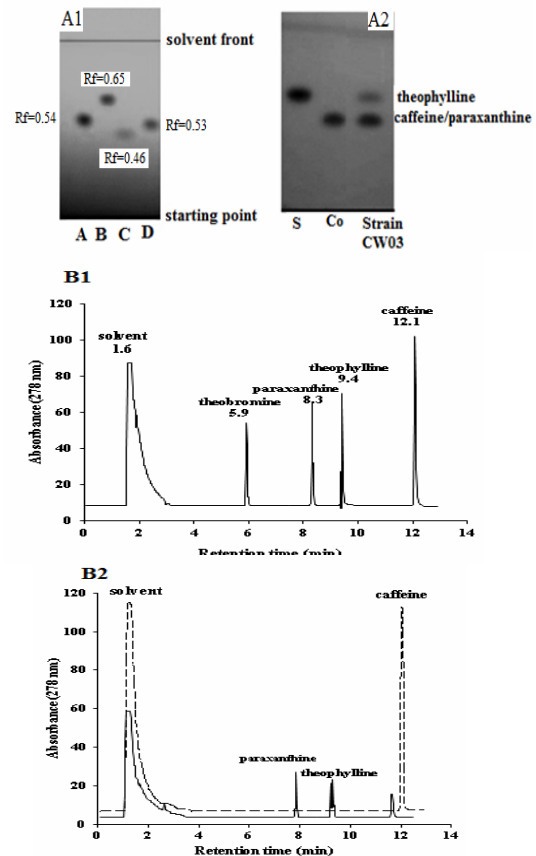 A1
solvent front
Rf=0.65
Rf=0.54
Rf=0.53
Rf=0.46
starting point
A B C D
A2
theophylline
caffeine/paraxanthine
S Co Strain
CW03
B1
120
100
80
60
40
20
0
Absorbance (278 nm)
solvent
1.6
theobromine
5.9
paraxanthine
8.3
theophylline
9.4
caffeine
12.1
0 2 4 6 8 10 12 14
Retention time (min)
B2
120
100
80
60
40
20
0
Absorbance (278 nm)
solvent
paraxanthine
theophylline
caffeine
0 2 4 6 8 10 12 14
Retention time (min)